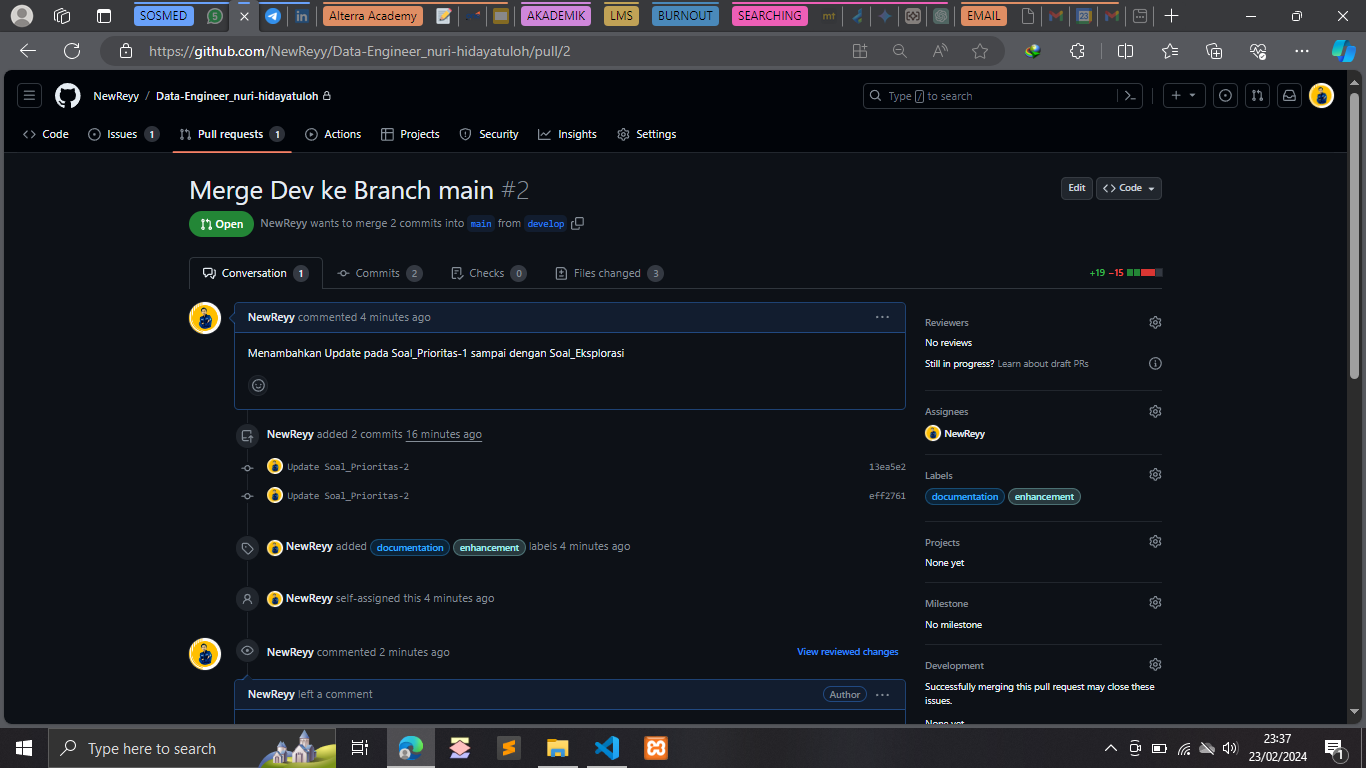 SOSMED
5
in
Alterra Academy
AKADEMIK
LMS
BURNOUT
SEARCHING
mt
EMAIL
https://github.com/NewReyy/Data-Engineer_nuri-hidayatuloh/pull/2
NewReyy / Data-Engineer_nuri-hidayatuloh
Type / to search
Code
Issues 1
Pull requests 1
Actions
Projects
Security
Insights
Settings
Merge Dev ke Branch main #2
Edit
<> Code
Open
NewReyy wants to merge 2 commits into main from develop
Conversation 1
Commits 2
Checks 0
Files changed 3
+19 −15
NewReyy commented 4 minutes ago
Menambahkan Update pada Soal_Prioritas-1 sampai dengan Soal_Eksplorasi
NewReyy added 2 commits 16 minutes ago
Update Soal_Prioritas-2 13ea5e2
Update Soal_Prioritas-2 eff2761
NewReyy added documentation enhancement labels 4 minutes ago
NewReyy self-assigned this 4 minutes ago
NewReyy commented 2 minutes ago
View reviewed changes
NewReyy left a comment
Author
Reviewers
No reviews
Still in progress? Learn about draft PRs
Assignees
NewReyy
Labels
documentation enhancement
Projects
None yet
Milestone
No milestone
Development
Successfully merging this pull request may close these
issues.
None yet
Type here to search
23:37
23/02/2024
1